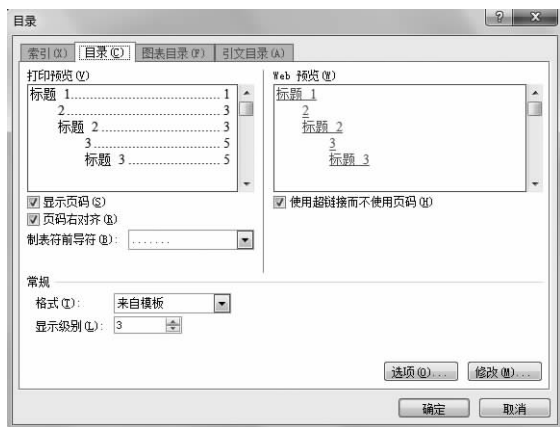 目录
索引(X) 目录(C) 图表目录(F) 引文目录(A)
打印预览(V)
标题 1........................1
2........................3
标题 2........................3
3........................5
标题 3........................5
Web 预览(W)
标题 1
2
标题 2
3
标题 3
显示页码(S)
页码右对齐(R)
制表符前导符(B): .......
使用超链接而不使用页码(H)
常规
格式(T): 来自模板
显示级别(L): 3
选项(O)... 修改(M)...
确定 取消